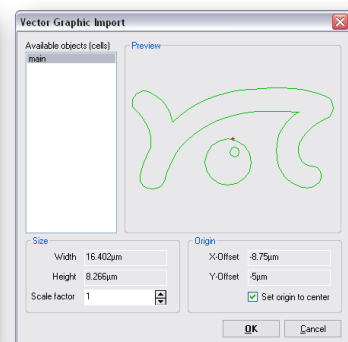 Vector Graphic Import
Available objects (cells)
main
Preview
Size
Width 16.402µm
Height 8.266µm
Scale factor 1
Origin
X-Offset -8.75µm
Y-Offset -5µm
Set origin to center
OK Cancel